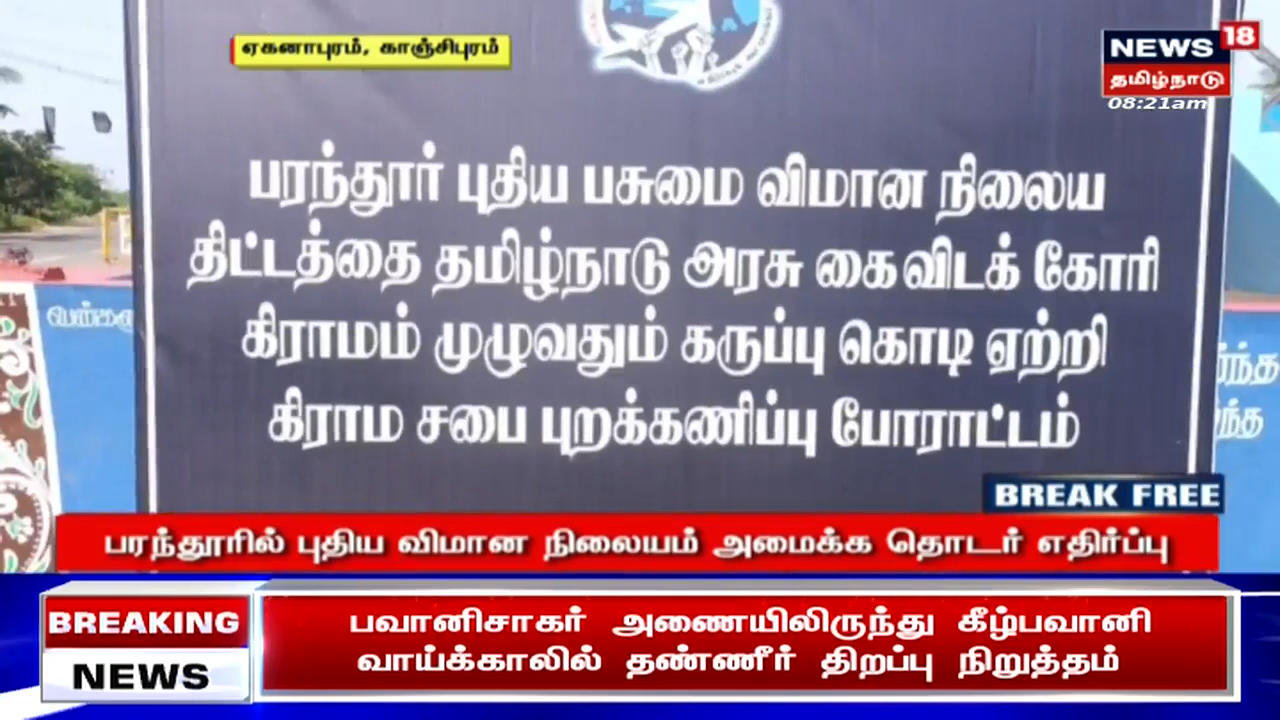 ஏகனாபுரம், காஞ்சிபுரம்
NEWS 18
தமிழ்நாடு
08:21am
பரந்தூர் புதிய பசுமை விமான நிலைய
திட்டத்தை தமிழ்நாடு அரசு கைவிடக் கோரி
கிராமம் முழுவதும் கருப்பு கொடி ஏற்றி
கிராம சபை புறக்கணிப்பு போராட்டம்
BREAK FREE
பரந்தூரில் புதிய விமான நிலையம் அமைக்க தொடர் எதிர்ப்பு
BREAKING
NEWS
பவானிசாகர் அணையிலிருந்து கீழ்பவானி
வாய்க்காலில் தண்ணீர் திறப்பு நிறுத்தம்